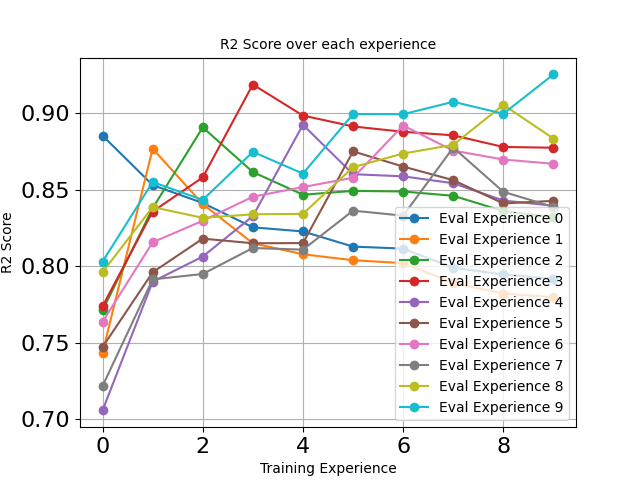 R2 Score over each experience
R2 Score
0.90
0.85
0.80
0.75
0.70
Eval Experience 0
Eval Experience 1
Eval Experience 2
Eval Experience 3
Eval Experience 4
Eval Experience 5
Eval Experience 6
Eval Experience 7
Eval Experience 8
Eval Experience 9
0 2 4 6 8
Training Experience